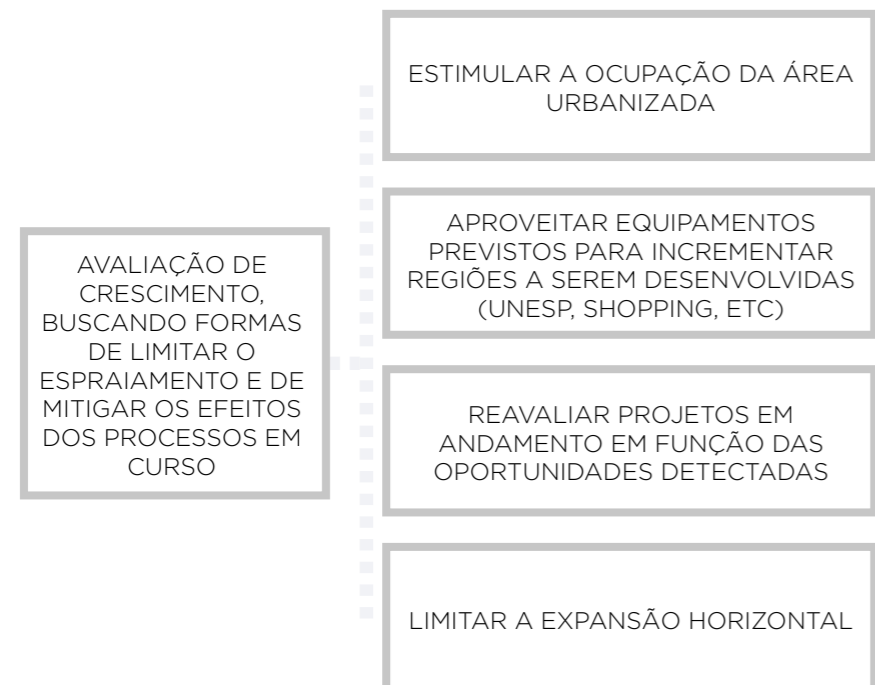 AVALIAÇÃO DE
CRESCIMENTO,
BUSCANDO FORMAS
DE LIMITAR O
ESPRAIAMENTO E DE
MITIGAR OS EFEITOS
DOS PROCESSOS EM
CURSO
ESTIMULAR A OCUPAÇÃO DA ÁREA
URBANIZADA
APROVEITAR EQUIPAMENTOS
PREVISTOS PARA INCREMENTAR
REGIÕES A SEREM DESENVOLVIDAS
(UNESP, SHOPPING, ETC)
REAVALIAR PROJETOS EM
ANDAMENTO EM FUNÇÃO DAS
OPORTUNIDADES DETECTADAS
LIMITAR A EXPANSÃO HORIZONTAL